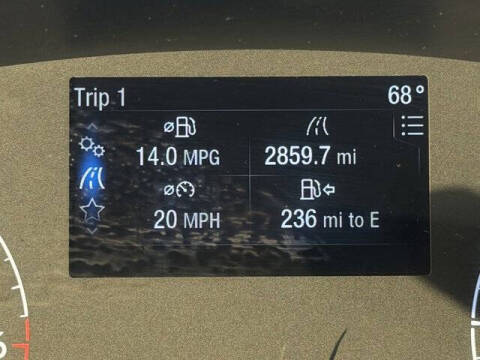 Trip 1 68°
14.0 MPG 2859.7 mi
20 MPH 236 mi to E